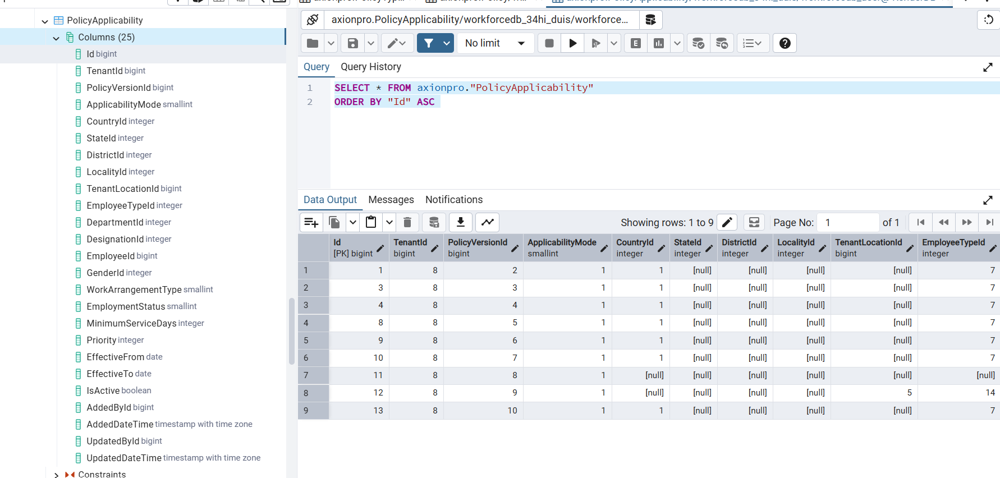 PolicyApplicability
Columns (25)
Id bigint
TenantId bigint
PolicyVersionId bigint
ApplicabilityMode smallint
CountryId integer
StateId integer
DistrictId integer
LocalityId integer
TenantLocationId bigint
EmployeeTypeId integer
DepartmentId integer
DesignationId integer
EmployeeId bigint
GenderId integer
WorkArrangementType smallint
EmploymentStatus smallint
MinimumServiceDays integer
Priority integer
EffectiveFrom date
EffectiveTo date
IsActive boolean
AddedById bigint
AddedDateTime timestamp with time zone
UpdatedById bigint
UpdatedDateTime timestamp with time zone
Constraints
axionpro.PolicyApplicability/workforcedb_34hi_duis/workforce...
No limit
E
Query Query History
1 SELECT * FROM axionpro."PolicyApplicability"
2 ORDER BY "Id" ASC
Data Output Messages Notifications
Showing rows: 1 to 9 Page No: 1 of 1
Id TenantId PolicyVersionId ApplicabilityMode CountryId StateId DistrictId LocalityId TenantLocationId EmployeeTypeId
[PK] bigint bigint bigint smallint integer integer integer integer bigint integer
1 1 8 2 1 1 [null] [null] [null] [null] 7
2 3 8 3 1 1 [null] [null] [null] [null] 7
3 4 8 4 1 1 [null] [null] [null] [null] 7
4 8 8 5 1 1 [null] [null] [null] [null] 7
5 9 8 6 1 1 [null] [null] [null] [null] 7
6 10 8 7 1 1 [null] [null] [null] [null] 7
7 11 8 8 1 [null] [null] [null] [null] [null] [null]
8 12 8 9 1 [null] [null] [null] [null] 5 14
9 13 8 10 1 1 [null] [null] [null] [null] 7